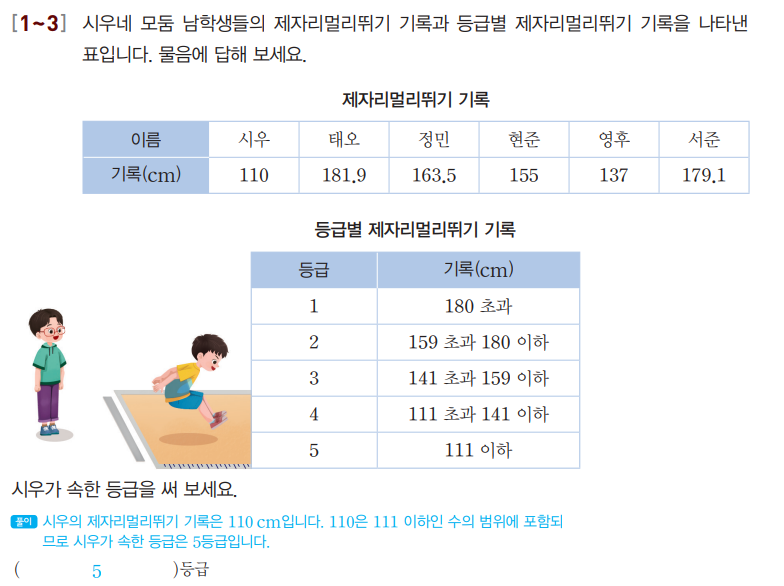 [1~3] 시우네 모둠 남학생들의 제자리멀리뛰기 기록과 등급별 제자리멀리뛰기 기록을 나타낸
표입니다. 물음에 답해 보세요.
제자리멀리뛰기 기록
이름 시우 태오 정민 현준 영후 서준
기록(cm) 110 181.9 163.5 155 137 179.1
등급별 제자리멀리뛰기 기록
등급 기록(cm)
1 180 초과
2 159 초과 180 이하
3 141 초과 159 이하
4 111 초과 141 이하
5 111 이하
시우가 속한 등급을 써 보세요.
풀이 시우의 제자리멀리뛰기 기록은 110 cm입니다. 110은 111 이하인 수의 범위에 포함되
므로 시우가 속한 등급은 5등급입니다.
( 5 )등급